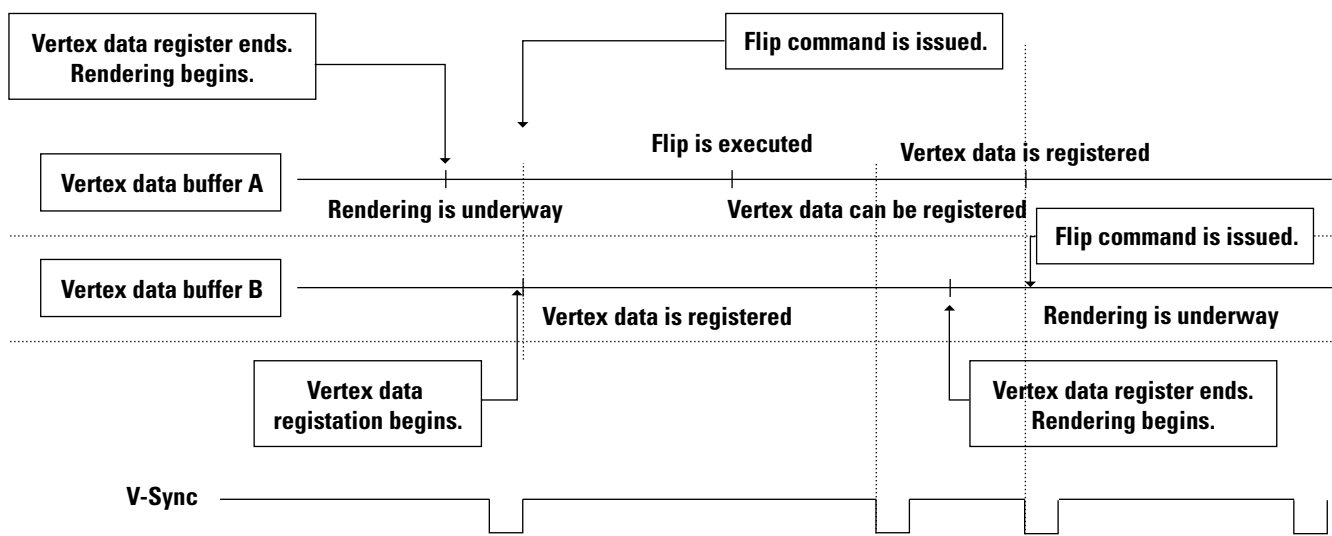 Vertex data register ends.
Rendering begins.
Flip command is issued.
Flip is executed
Vertex data is registered
Vertex data buffer A
Rendering is underway
Vertex data can be registered
Flip command is issued.
Vertex data buffer B
Vertex data is registered
Rendering is underway
Vertex data
registation begins.
Vertex data register ends.
Rendering begins.
V-Sync